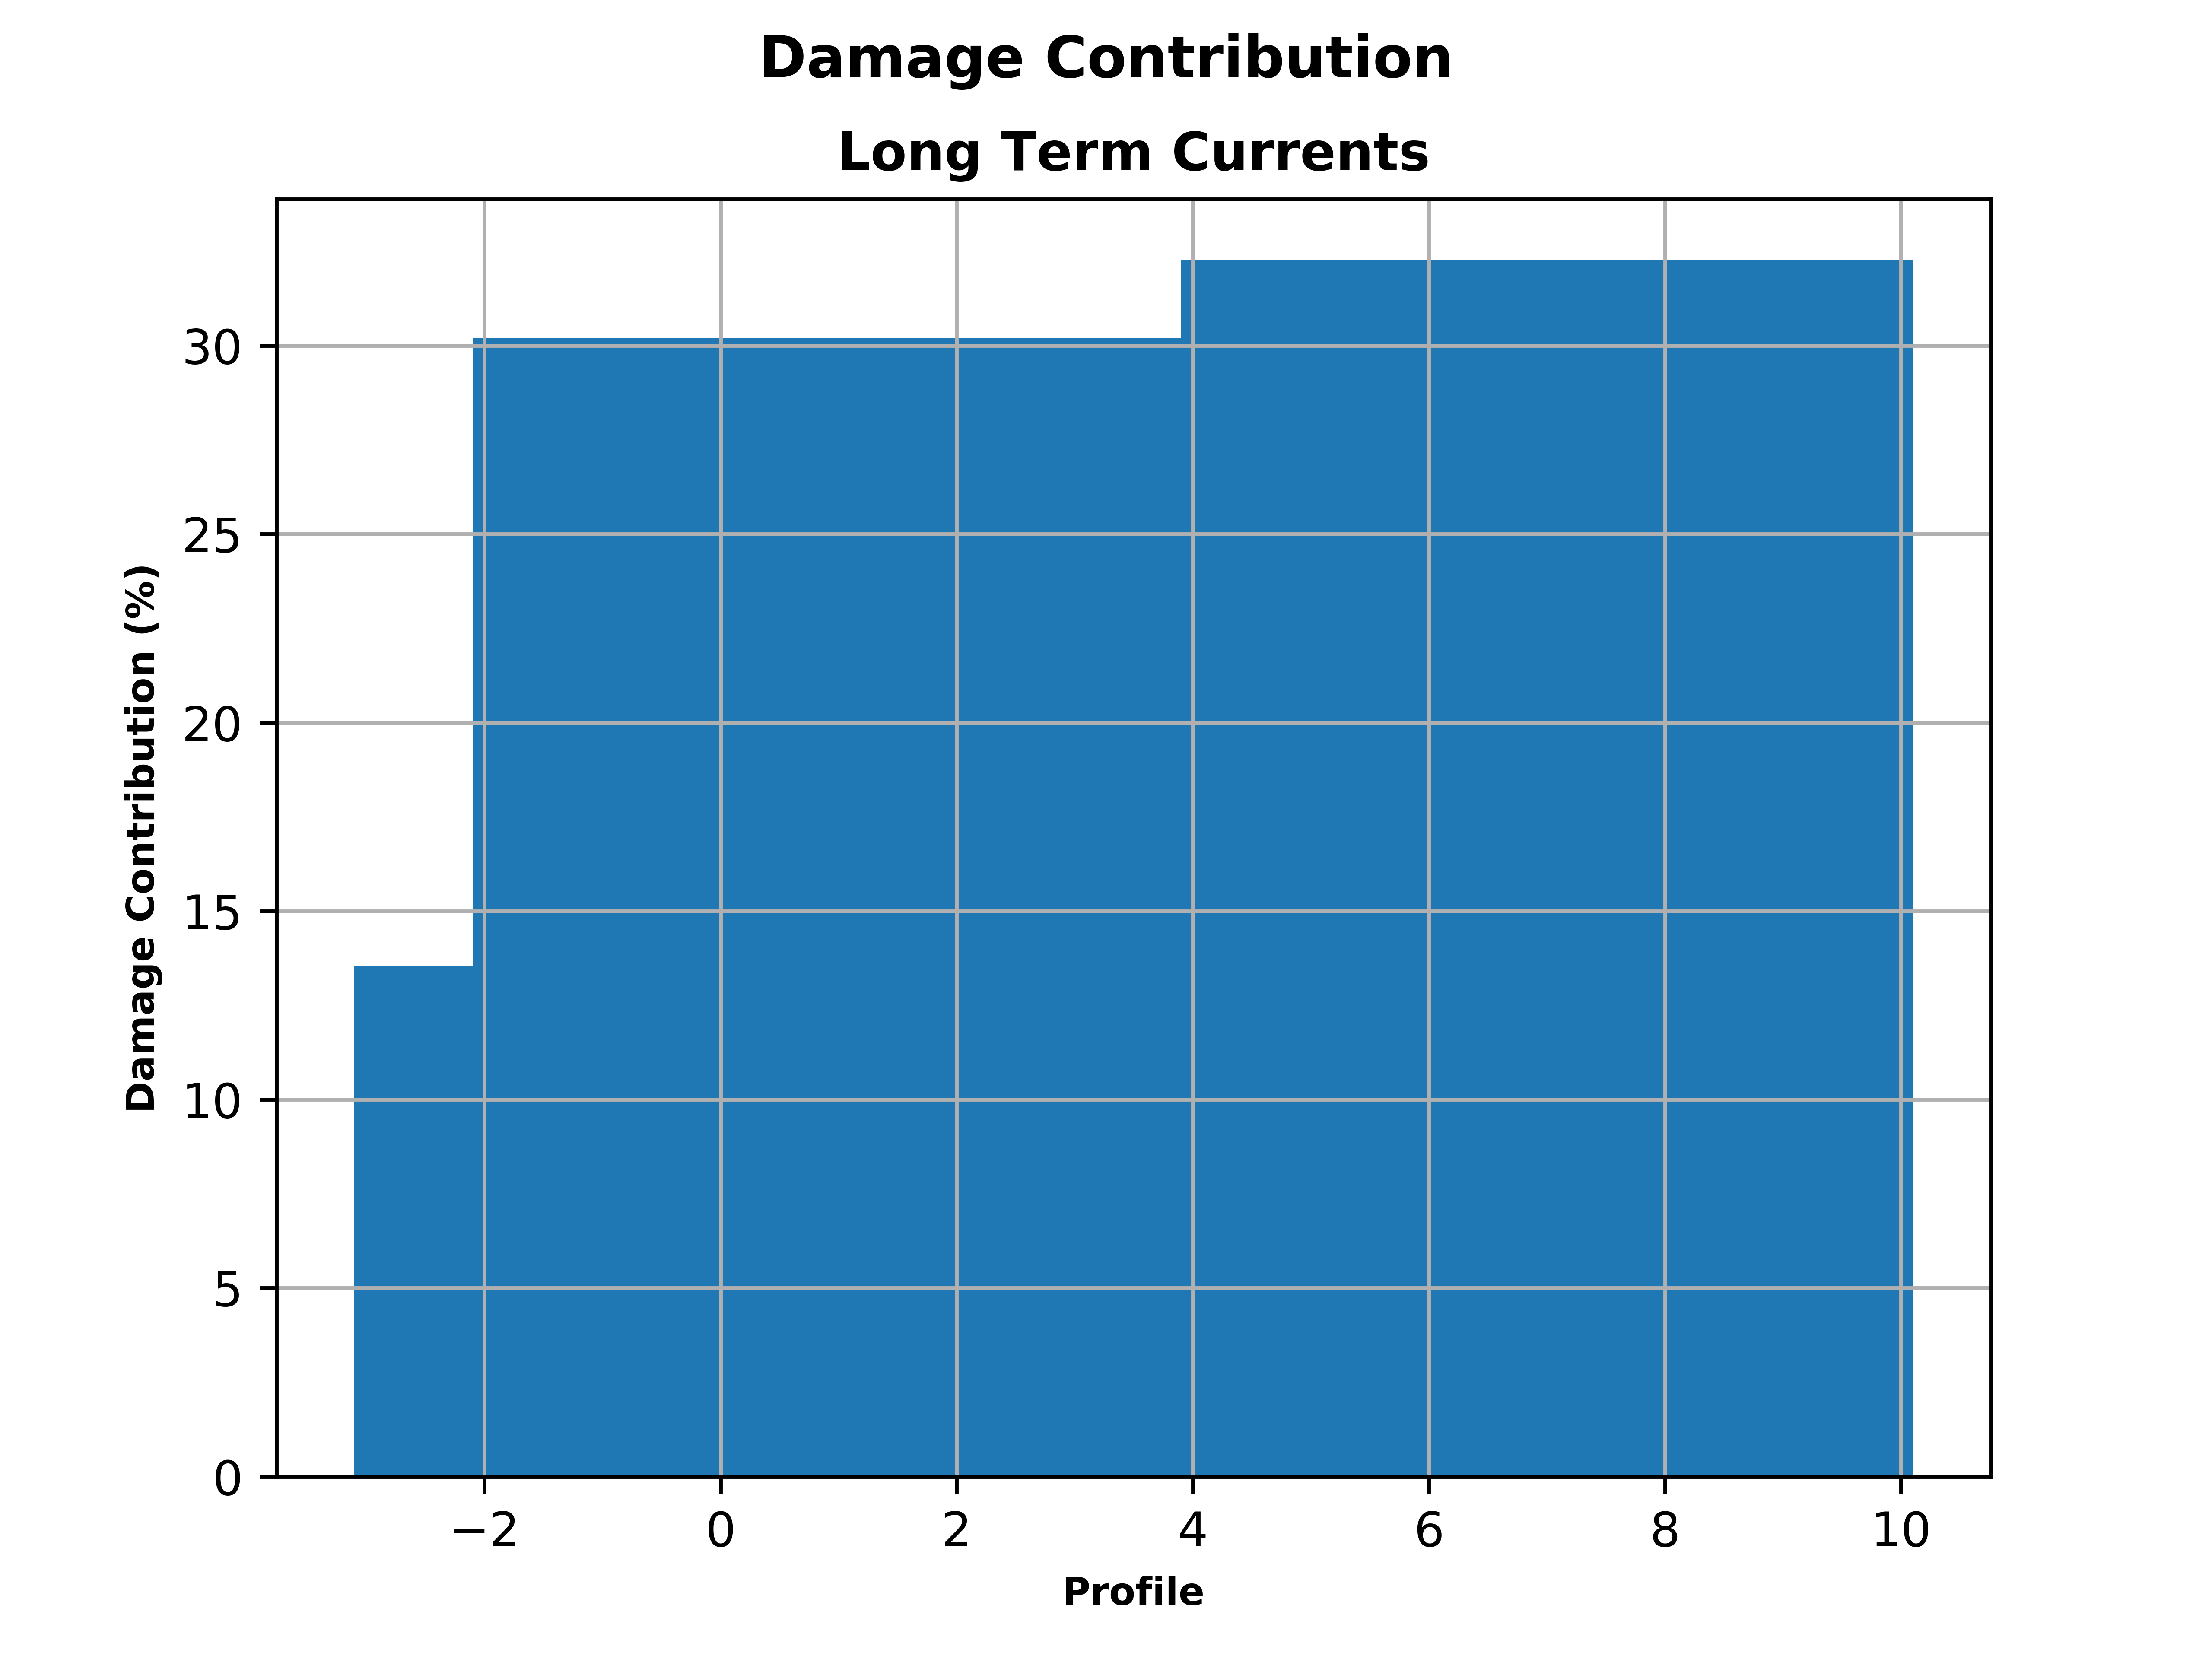 Damage Contribution
Long Term Currents
Damage Contribution (%)
30
25
20
15
10
5
0
−2 0 2 4 6 8 10
Profile